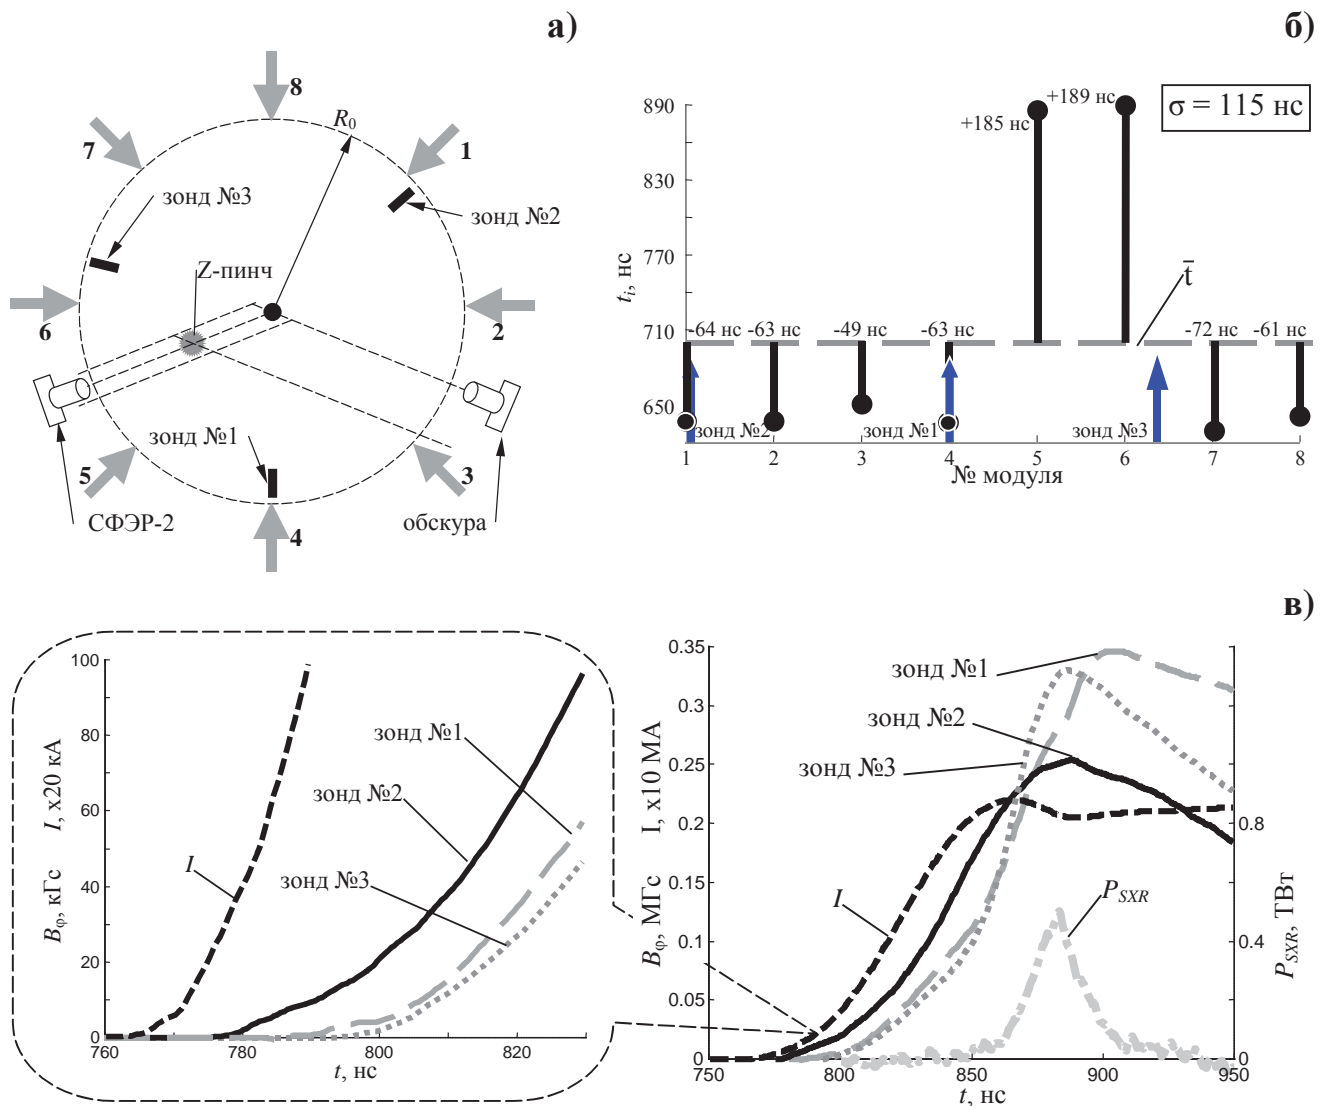 а)
8
R₀
7
1
зонд №3
зонд №2
Z-пинч
6
2
зонд №1
5
3
СФЭР-2
4
обскура
б)
tᵢ, нс
890
830
770
710
650
+185 нс
+189 нс
σ = 115 нс
t̄
-64 нс
-63 нс
-49 нс
-63 нс
-72 нс
-61 нс
зонд №2
зонд №1
зонд №3
1
2
3
4
5
6
7
8
№ модуля
Bφ, кГс I, x20 кА
100
80
60
40
20
0
I
зонд №1
зонд №2
зонд №3
760
780
800
820
t, нс
в)
Bφ, МГс I, x10 МА
0.35
0.3
0.25
0.2
0.15
0.1
0.05
0
зонд №1
зонд №2
зонд №3
I
P_SXR
0.8
0.4
0
P_SXR, ТВт
750
800
850
900
950
t, нс